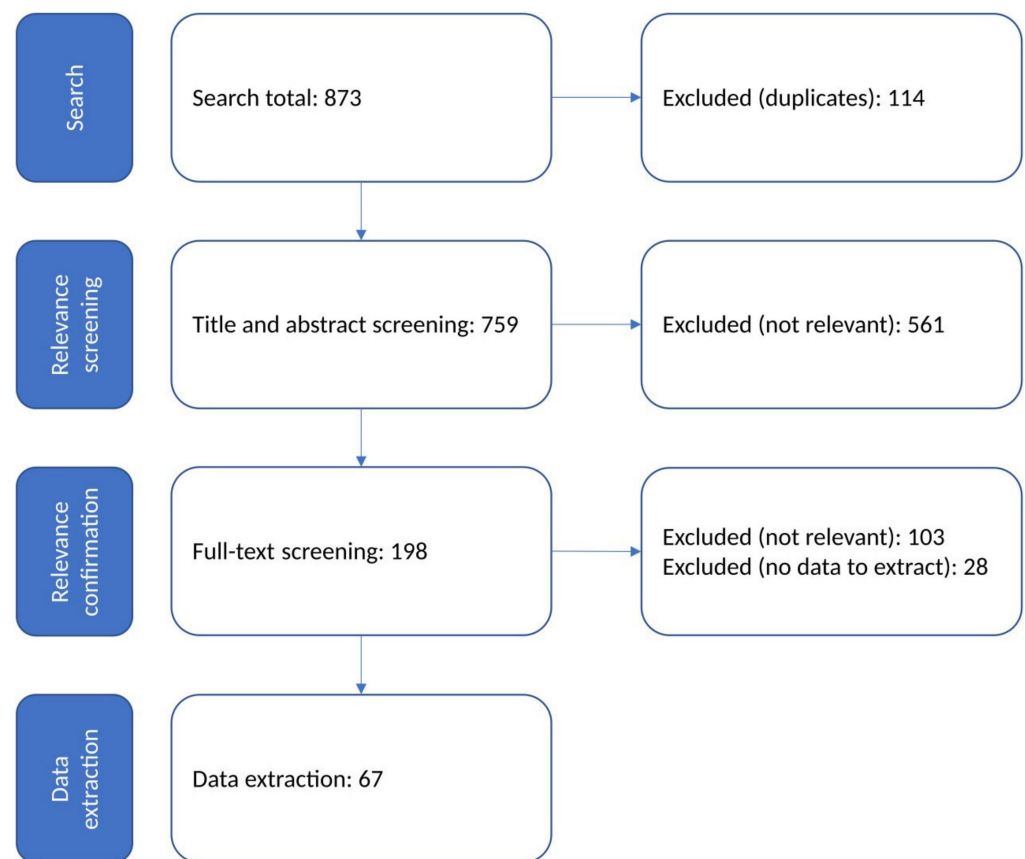 Search
Search total: 873
Excluded (duplicates): 114
Relevance
screening
Title and abstract screening: 759
Excluded (not relevant): 561
Relevance
confirmation
Full-text screening: 198
Excluded (not relevant): 103
Excluded (no data to extract): 28
Data
extraction
Data extraction: 67